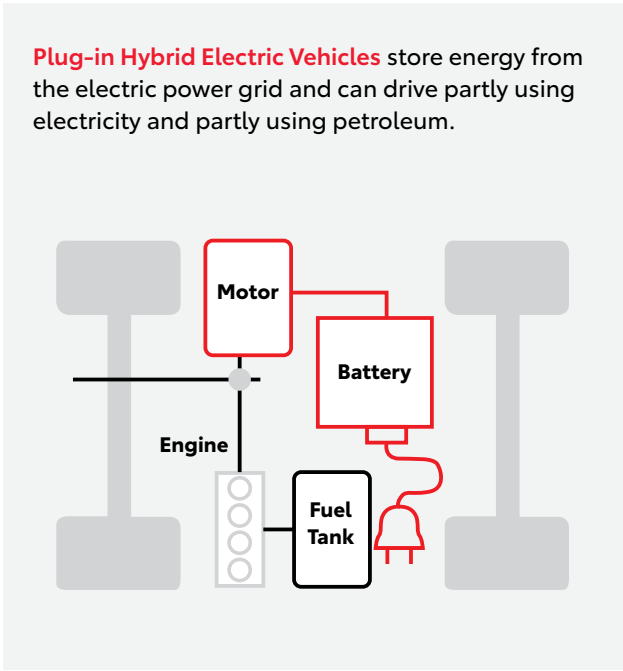 Plug-in Hybrid Electric Vehicles store energy from
the electric power grid and can drive partly using
electricity and partly using petroleum.
Motor
Battery
Engine
Fuel
Tank